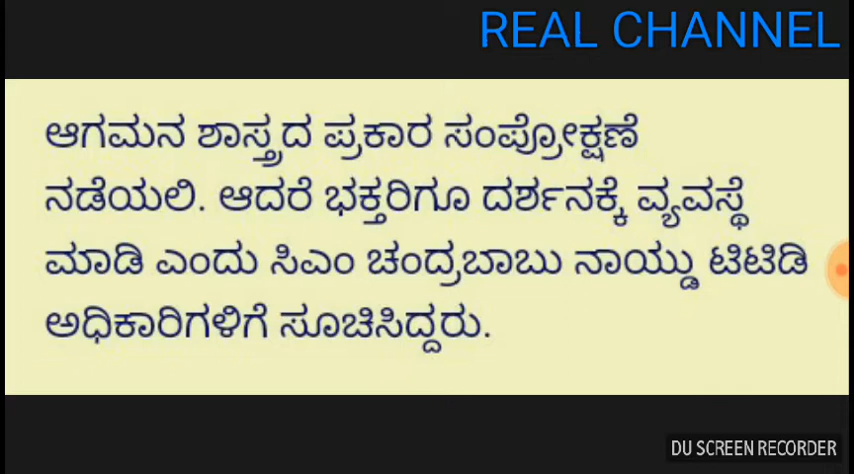 REAL CHANNEL
ಆಗಮನ ಶಾಸ್ತ್ರದ ಪ್ರಕಾರ ಸಂಪ್ರೋಕ್ಷಣೆ
ನಡೆಯಲಿ. ಆದರೆ ಭಕ್ತರಿಗೂ ದರ್ಶನಕ್ಕೆ ವ್ಯವಸ್ಥೆ
ಮಾಡಿ ಎಂದು ಸಿಎಂ ಚಂದ್ರಬಾಬು ನಾಯ್ಡು ಟಿಟಿಡಿ
ಅಧಿಕಾರಿಗಳಿಗೆ ಸೂಚಿಸಿದ್ದರು.
DU SCREEN RECORDER